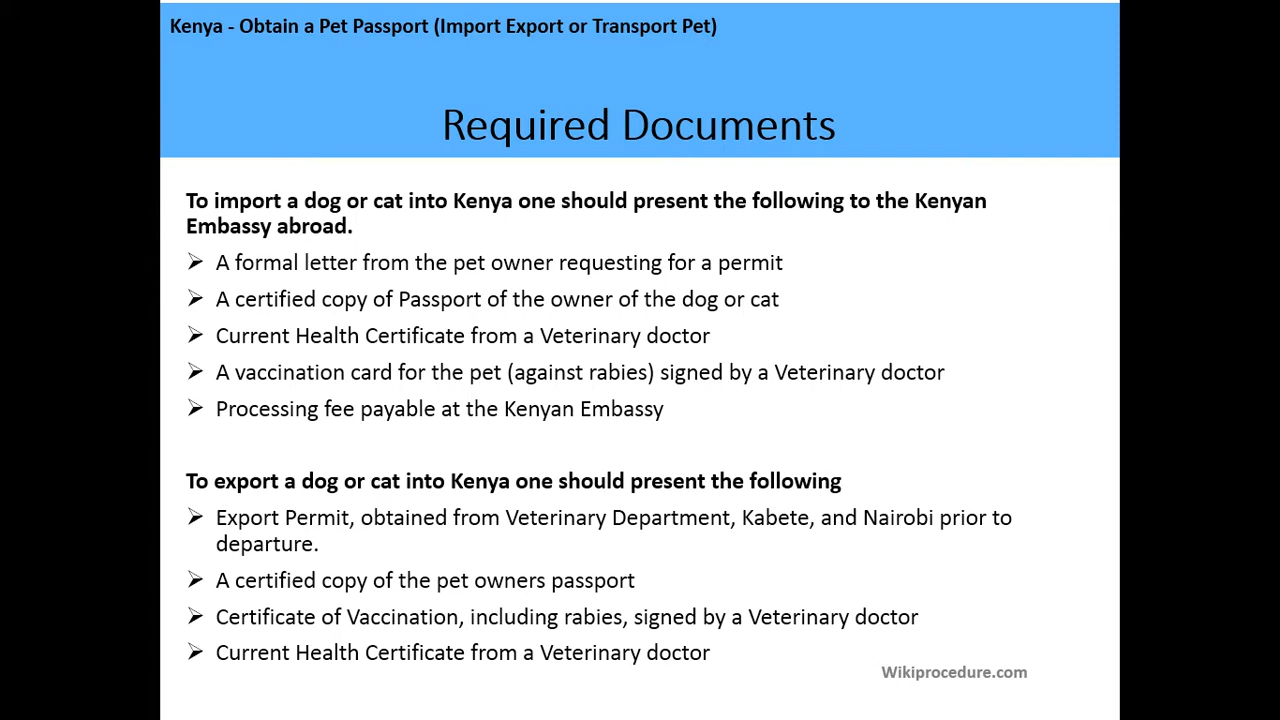 Kenya - Obtain a Pet Passport (Import Export or Transport Pet)
Required Documents
To import a dog or cat into Kenya one should present the following to the Kenyan
Embassy abroad.
➢ A formal letter from the pet owner requesting for a permit
➢ A certified copy of Passport of the owner of the dog or cat
➢ Current Health Certificate from a Veterinary doctor
➢ A vaccination card for the pet (against rabies) signed by a Veterinary doctor
➢ Processing fee payable at the Kenyan Embassy
To export a dog or cat into Kenya one should present the following
➢ Export Permit, obtained from Veterinary Department, Kabete, and Nairobi prior to
departure.
➢ A certified copy of the pet owners passport
➢ Certificate of Vaccination, including rabies, signed by a Veterinary doctor
➢ Current Health Certificate from a Veterinary doctor
Wikiprocedure.com